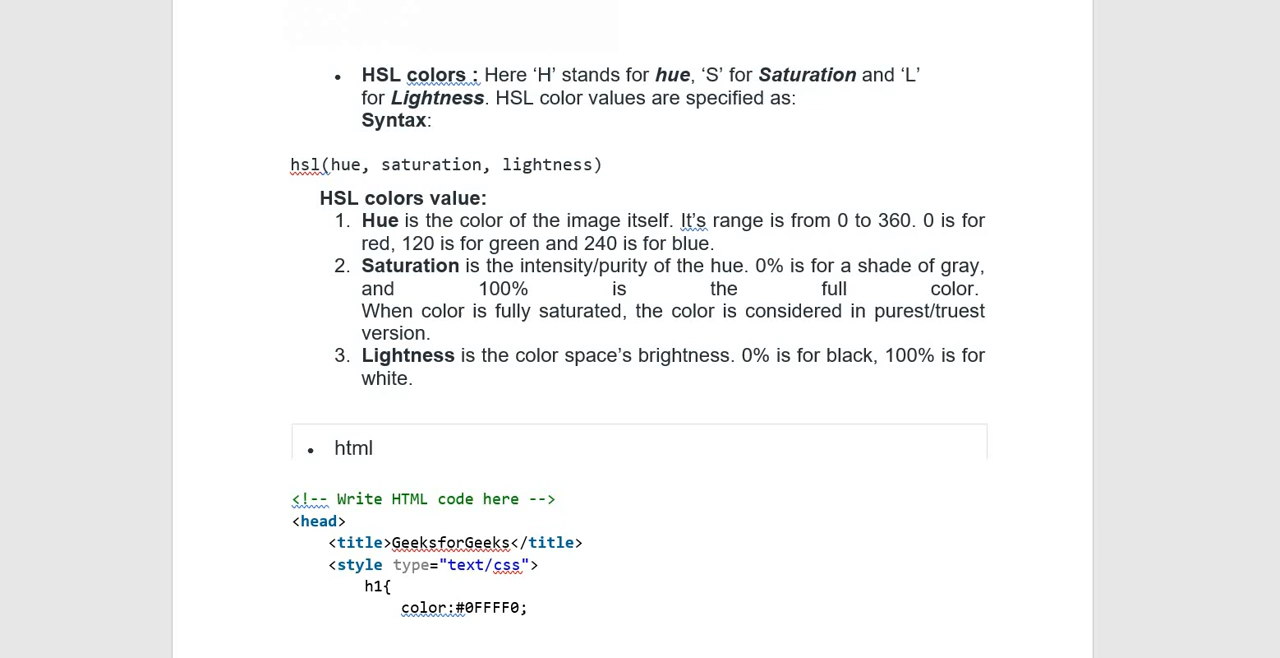 • HSL colors : Here ‘H’ stands for hue, ‘S’ for Saturation and ‘L’
for Lightness. HSL color values are specified as:
Syntax:
hsl(hue, saturation, lightness)
HSL colors value:
1. Hue is the color of the image itself. It’s range is from 0 to 360. 0 is for
red, 120 is for green and 240 is for blue.
2. Saturation is the intensity/purity of the hue. 0% is for a shade of gray,
and 100% is the full color.
When color is fully saturated, the color is considered in purest/truest
version.
3. Lightness is the color space’s brightness. 0% is for black, 100% is for
white.
• html
<!-- Write HTML code here -->
<head>
<title>GeeksforGeeks</title>
<style type="text/css">
h1{
color:#0FFFF0;